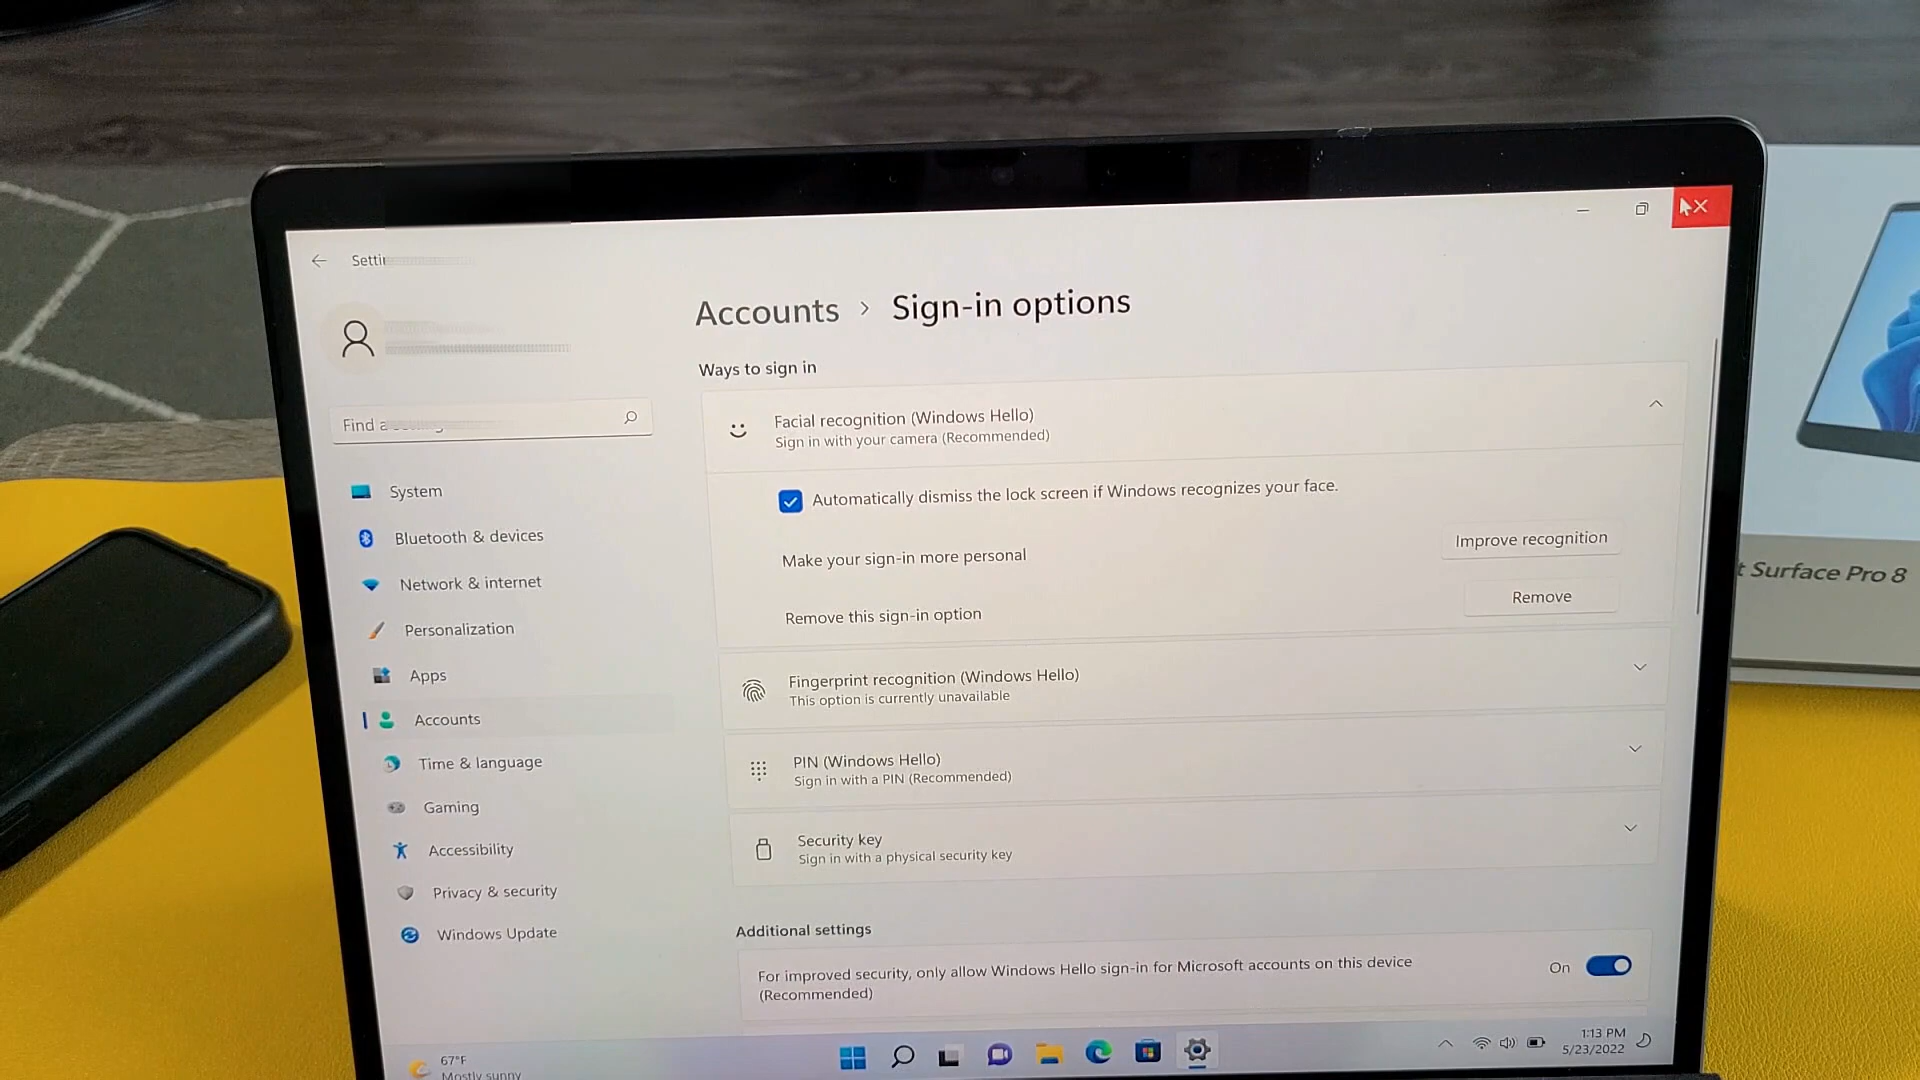 Setti
Accounts > Sign-in options
Ways to sign in
Find a
Facial recognition (Windows Hello)
Sign in with your camera (Recommended)
Automatically dismiss the lock screen if Windows recognizes your face.
Make your sign-in more personal
Improve recognition
Remove this sign-in option
Remove
System
Bluetooth & devices
Network & internet
Personalization
Apps
Accounts
Time & language
Gaming
Accessibility
Privacy & security
Windows Update
Fingerprint recognition (Windows Hello)
This option is currently unavailable
PIN (Windows Hello)
Sign in with a PIN (Recommended)
Security key
Sign in with a physical security key
Additional settings
For improved security, only allow Windows Hello sign-in for Microsoft accounts on this device
(Recommended)
On
67°F
Mostly sunny
1:13 PM
5/23/2022
t Surface Pro 8